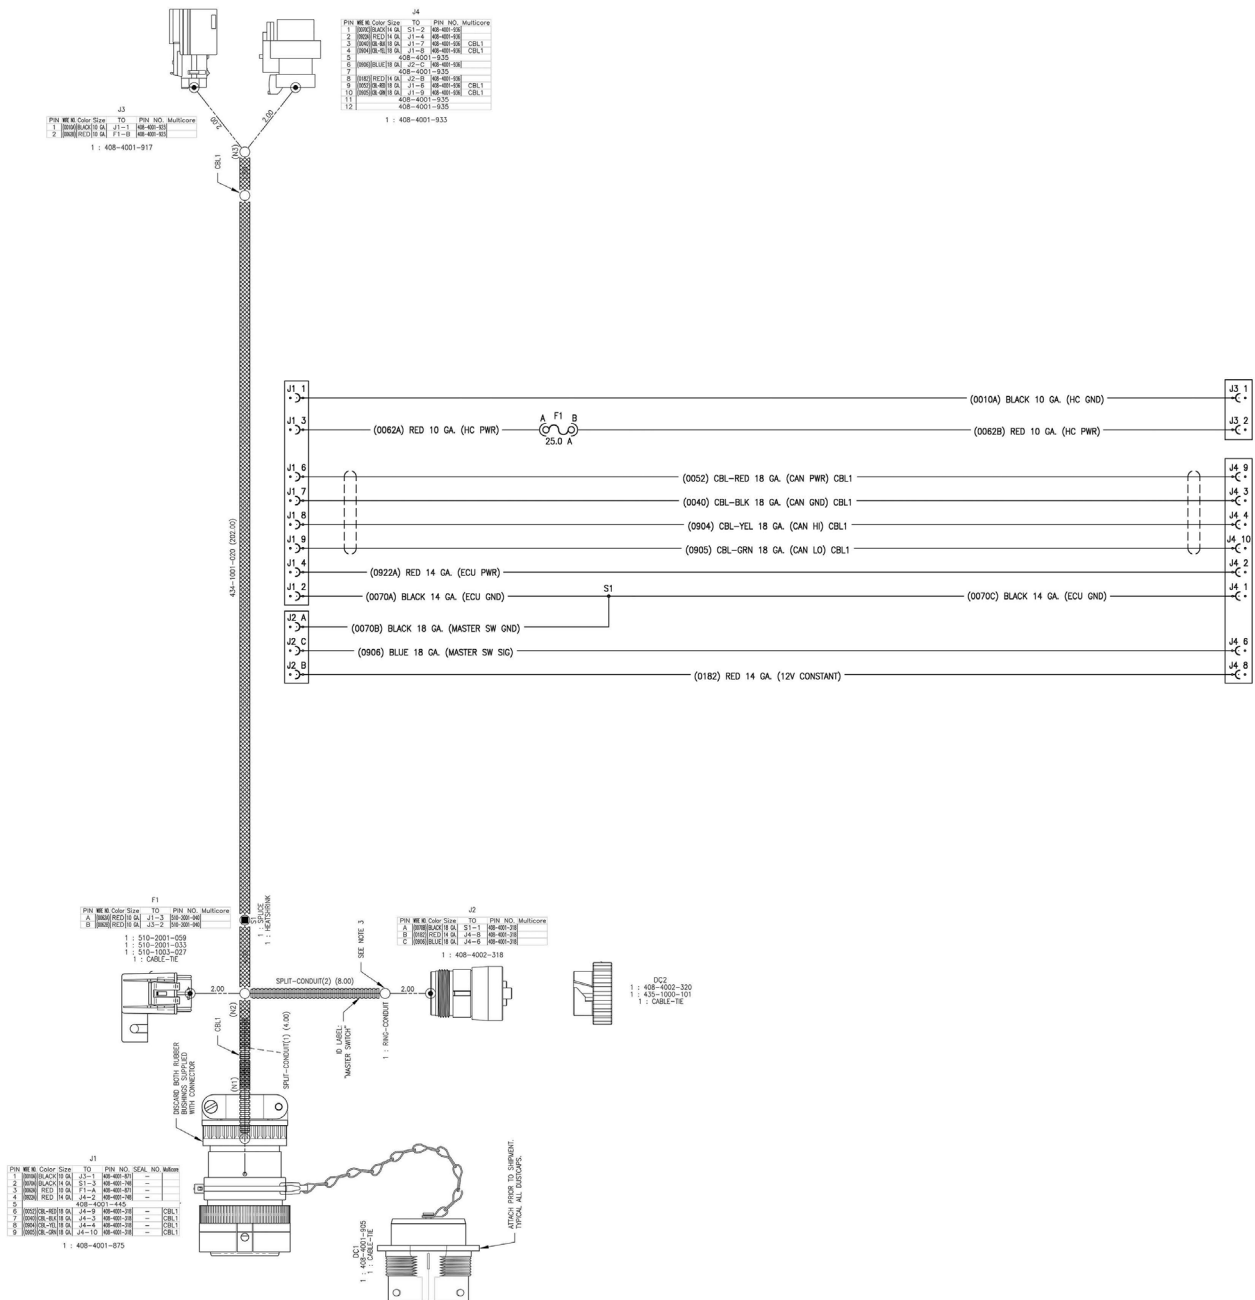 J4
PIN WIRE NO. Color Size TO PIN NO. Multicore
1 (0070C) BLACK 14 GA. S1-2 408-4001-936
2 (0922A) RED 14 GA. J1-4 408-4001-936
3 (0040) CBL-BLK 18 GA. J1-7 408-4001-936 CBL1
4 (0904) CBL-YEL 18 GA. J1-8 408-4001-936 CBL1
5 408-4001-935
6 (0906) BLUE 18 GA. J2-C 408-4001-936
7 408-4001-935
8 (0182) RED 14 GA. J2-B 408-4001-936
9 (0052) CBL-RED 18 GA. J1-6 408-4001-936 CBL1
10 (0905) CBL-GRN 18 GA. J1-9 408-4001-936 CBL1
11 408-4001-935
12 408-4001-935
1 : 408-4001-933
J3
PIN WIRE NO. Color Size TO PIN NO. Multicore
1 (0010A) BLACK 10 GA. J1-1 408-4001-923
2 (0062B) RED 10 GA. F1-B 408-4001-923
1 : 408-4001-917
2.00
2.00
(N3)
CBL1
434-1001-020 (202.00)
J1 1
(0010A) BLACK 10 GA. (HC GND)
J3 1
J1 3
(0062A) RED 10 GA. (HC PWR)
A F1 B
25.0 A
(0062B) RED 10 GA. (HC PWR)
J3 2
J1 6
(0052) CBL-RED 18 GA. (CAN PWR) CBL1
J4 9
J1 7
(0040) CBL-BLK 18 GA. (CAN GND) CBL1
J4 3
J1 8
(0904) CBL-YEL 18 GA. (CAN HI) CBL1
J4 4
J1 9
(0905) CBL-GRN 18 GA. (CAN LO) CBL1
J4 10
J1 4
(0922A) RED 14 GA. (ECU PWR)
J4 2
J1 2
(0070A) BLACK 14 GA. (ECU GND)
S1
(0070C) BLACK 14 GA. (ECU GND)
J4 1
J2 A
(0070B) BLACK 18 GA. (MASTER SW GND)
J2 C
(0906) BLUE 18 GA. (MASTER SW SIG)
J4 6
J2 B
(0182) RED 14 GA. (12V CONSTANT)
J4 8
F1
PIN WIRE NO. Color Size TO PIN NO. Multicore
A (0062A) RED 10 GA. J1-3 510-2001-040
B (0062B) RED 10 GA. J3-2 510-2001-040
1 : 510-2001-059
1 : 510-2001-033
1 : 510-1003-027
1 : CABLE-TIE
S1
1 : SPLICE
1 : HEATSHRINK
SEE NOTE 3
J2
PIN WIRE NO. Color Size TO PIN NO. Multicore
A (0070B) BLACK 18 GA. S1-1 408-4001-318
B (0182) RED 14 GA. J4-8 408-4001-318
C (0906) BLUE 18 GA. J4-6 408-4001-318
1 : 408-4002-318
DC2
1 : 408-4002-320
1 : 435-1000-101
1 : CABLE-TIE
2.00
SPLIT-CONDUIT(2) (8.00)
2.00
(N2)
CBL1
SPLIT-CONDUIT(1) (4.00)
ID LABEL:
"MASTER SWITCH"
1 : RING-CONDUIT
(N1)
DISCARD BOTH RUBBER
BUSHINGS SUPPLIED
WITH CONNECTOR
J1
PIN WIRE NO. Color Size TO PIN NO. SEAL NO. Multicore
1 (0010A) BLACK 10 GA. J3-1 408-4001-871 -
2 (0070A) BLACK 14 GA. S1-3 408-4001-748 -
3 (0062A) RED 10 GA. F1-A 408-4001-871 -
4 (0922A) RED 14 GA. J4-2 408-4001-748 -
5 408-4001-445
6 (0052) CBL-RED 18 GA. J4-9 408-4001-318 - CBL1
7 (0040) CBL-BLK 18 GA. J4-3 408-4001-318 - CBL1
8 (0904) CBL-YEL 18 GA. J4-4 408-4001-318 - CBL1
9 (0905) CBL-GRN 18 GA. J4-10 408-4001-318 - CBL1
1 : 408-4001-875
DC1
1 : 408-4001-905
1 : CABLE-TIE
ATTACH PRIOR TO SHIPMENT.
TYPICAL ALL DUSTCAPS.